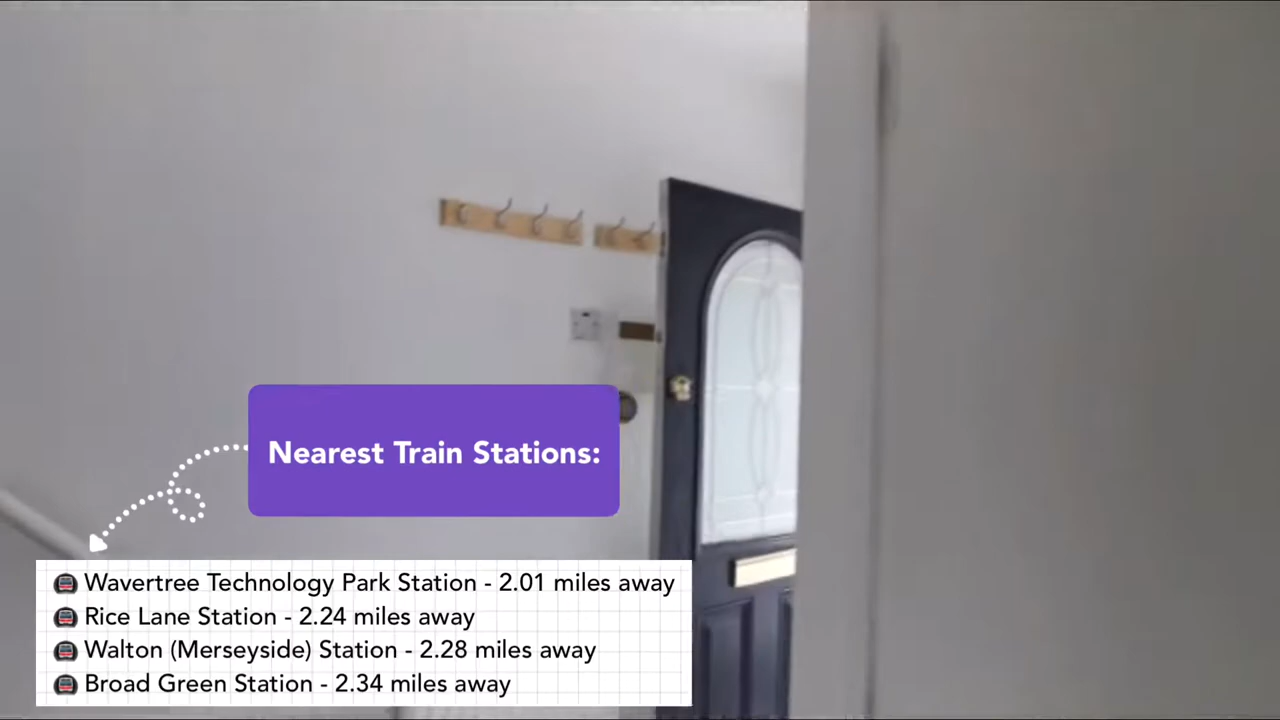 Nearest Train Stations:
Wavertree Technology Park Station - 2.01 miles away
Rice Lane Station - 2.24 miles away
Walton (Merseyside) Station - 2.28 miles away
Broad Green Station - 2.34 miles away